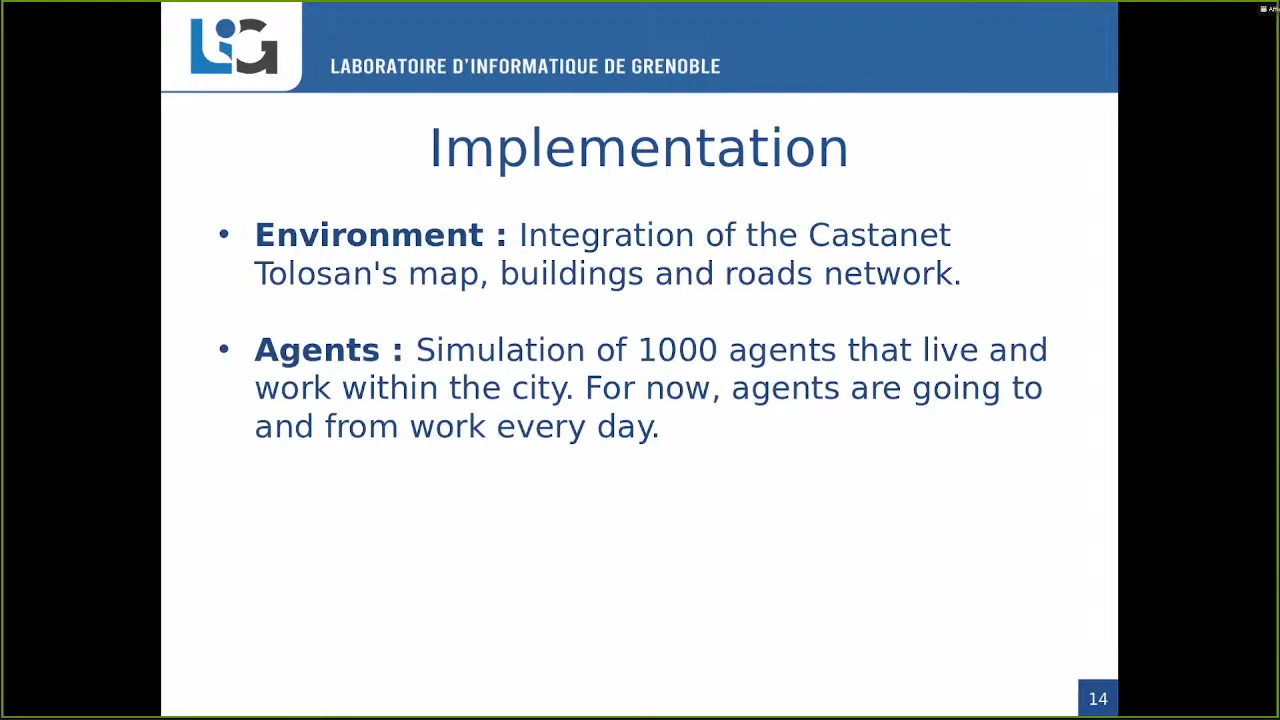 LIG
LABORATOIRE D'INFORMATIQUE DE GRENOBLE
Implementation
• Environment : Integration of the Castanet
Tolosan's map, buildings and roads network.
• Agents : Simulation of 1000 agents that live and
work within the city. For now, agents are going to
and from work every day.
14